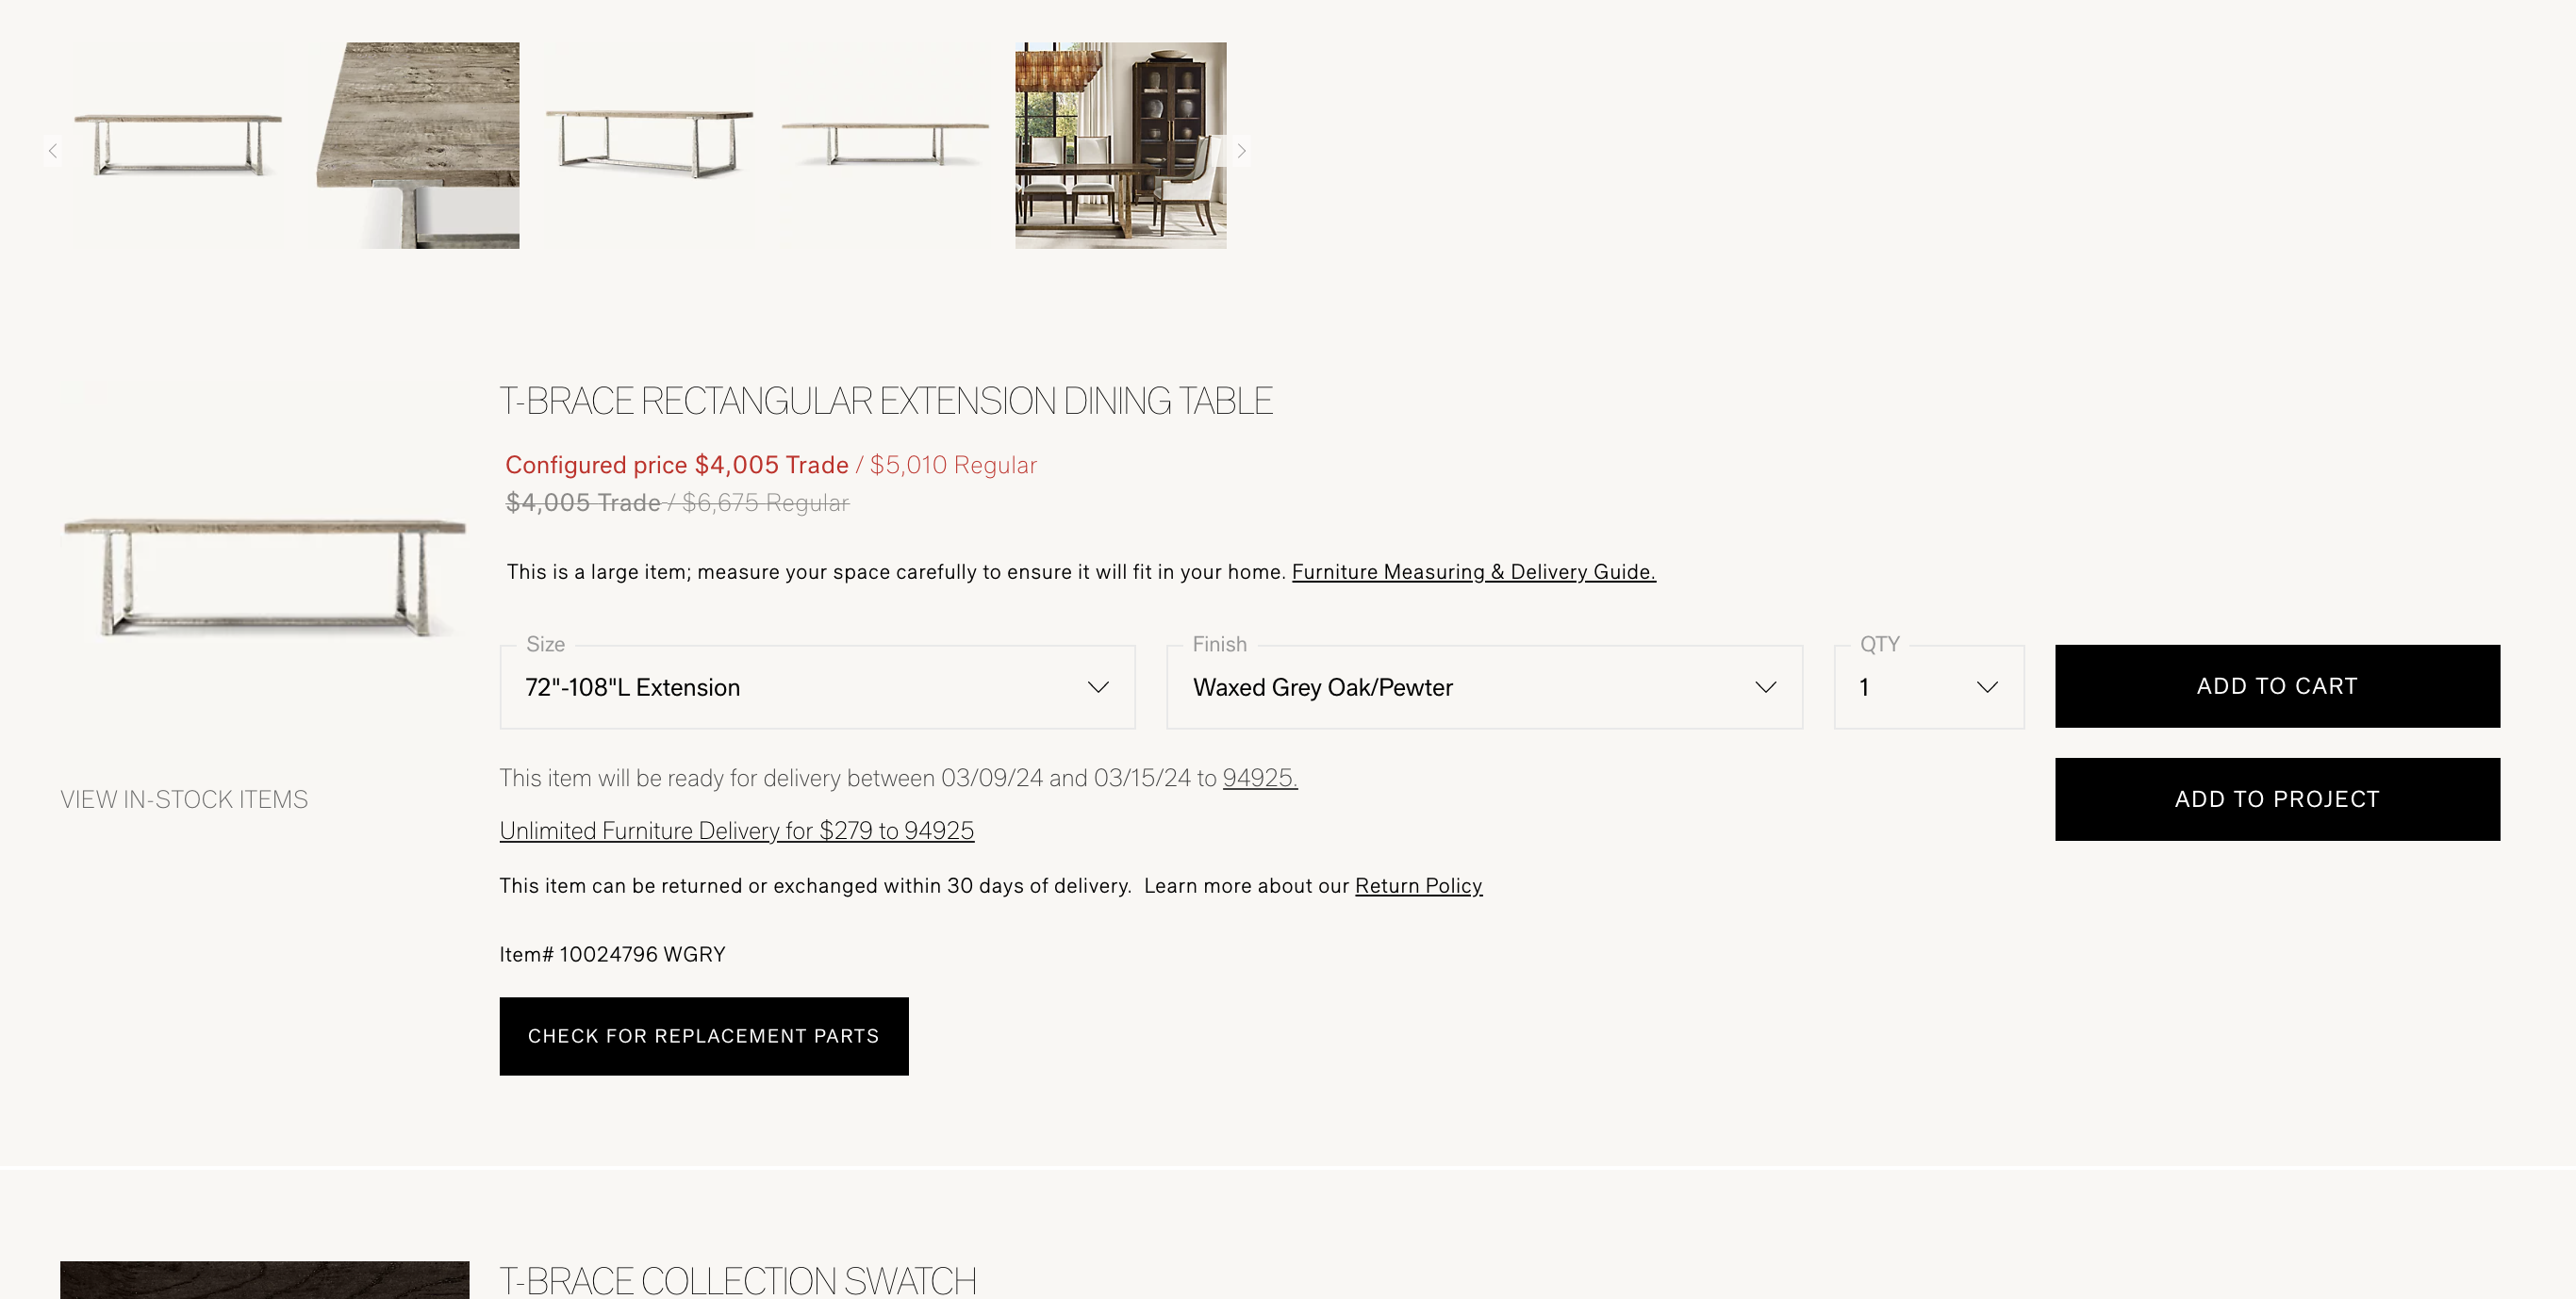 T-BRACE RECTANGULAR EXTENSION DINING TABLE
Configured price $4,005 Trade / $5,010 Regular
$4,005 Trade / $6,675 Regular
This is a large item; measure your space carefully to ensure it will fit in your home. Furniture Measuring & Delivery Guide.
Size
72"-108"L Extension
Finish
Waxed Grey Oak/Pewter
QTY
1
ADD TO CART
ADD TO PROJECT
VIEW IN-STOCK ITEMS
This item will be ready for delivery between 03/09/24 and 03/15/24 to 94925.
Unlimited Furniture Delivery for $279 to 94925
This item can be returned or exchanged within 30 days of delivery. Learn more about our Return Policy
Item# 10024796 WGRY
CHECK FOR REPLACEMENT PARTS
T-BRACE COLLECTION SWATCH